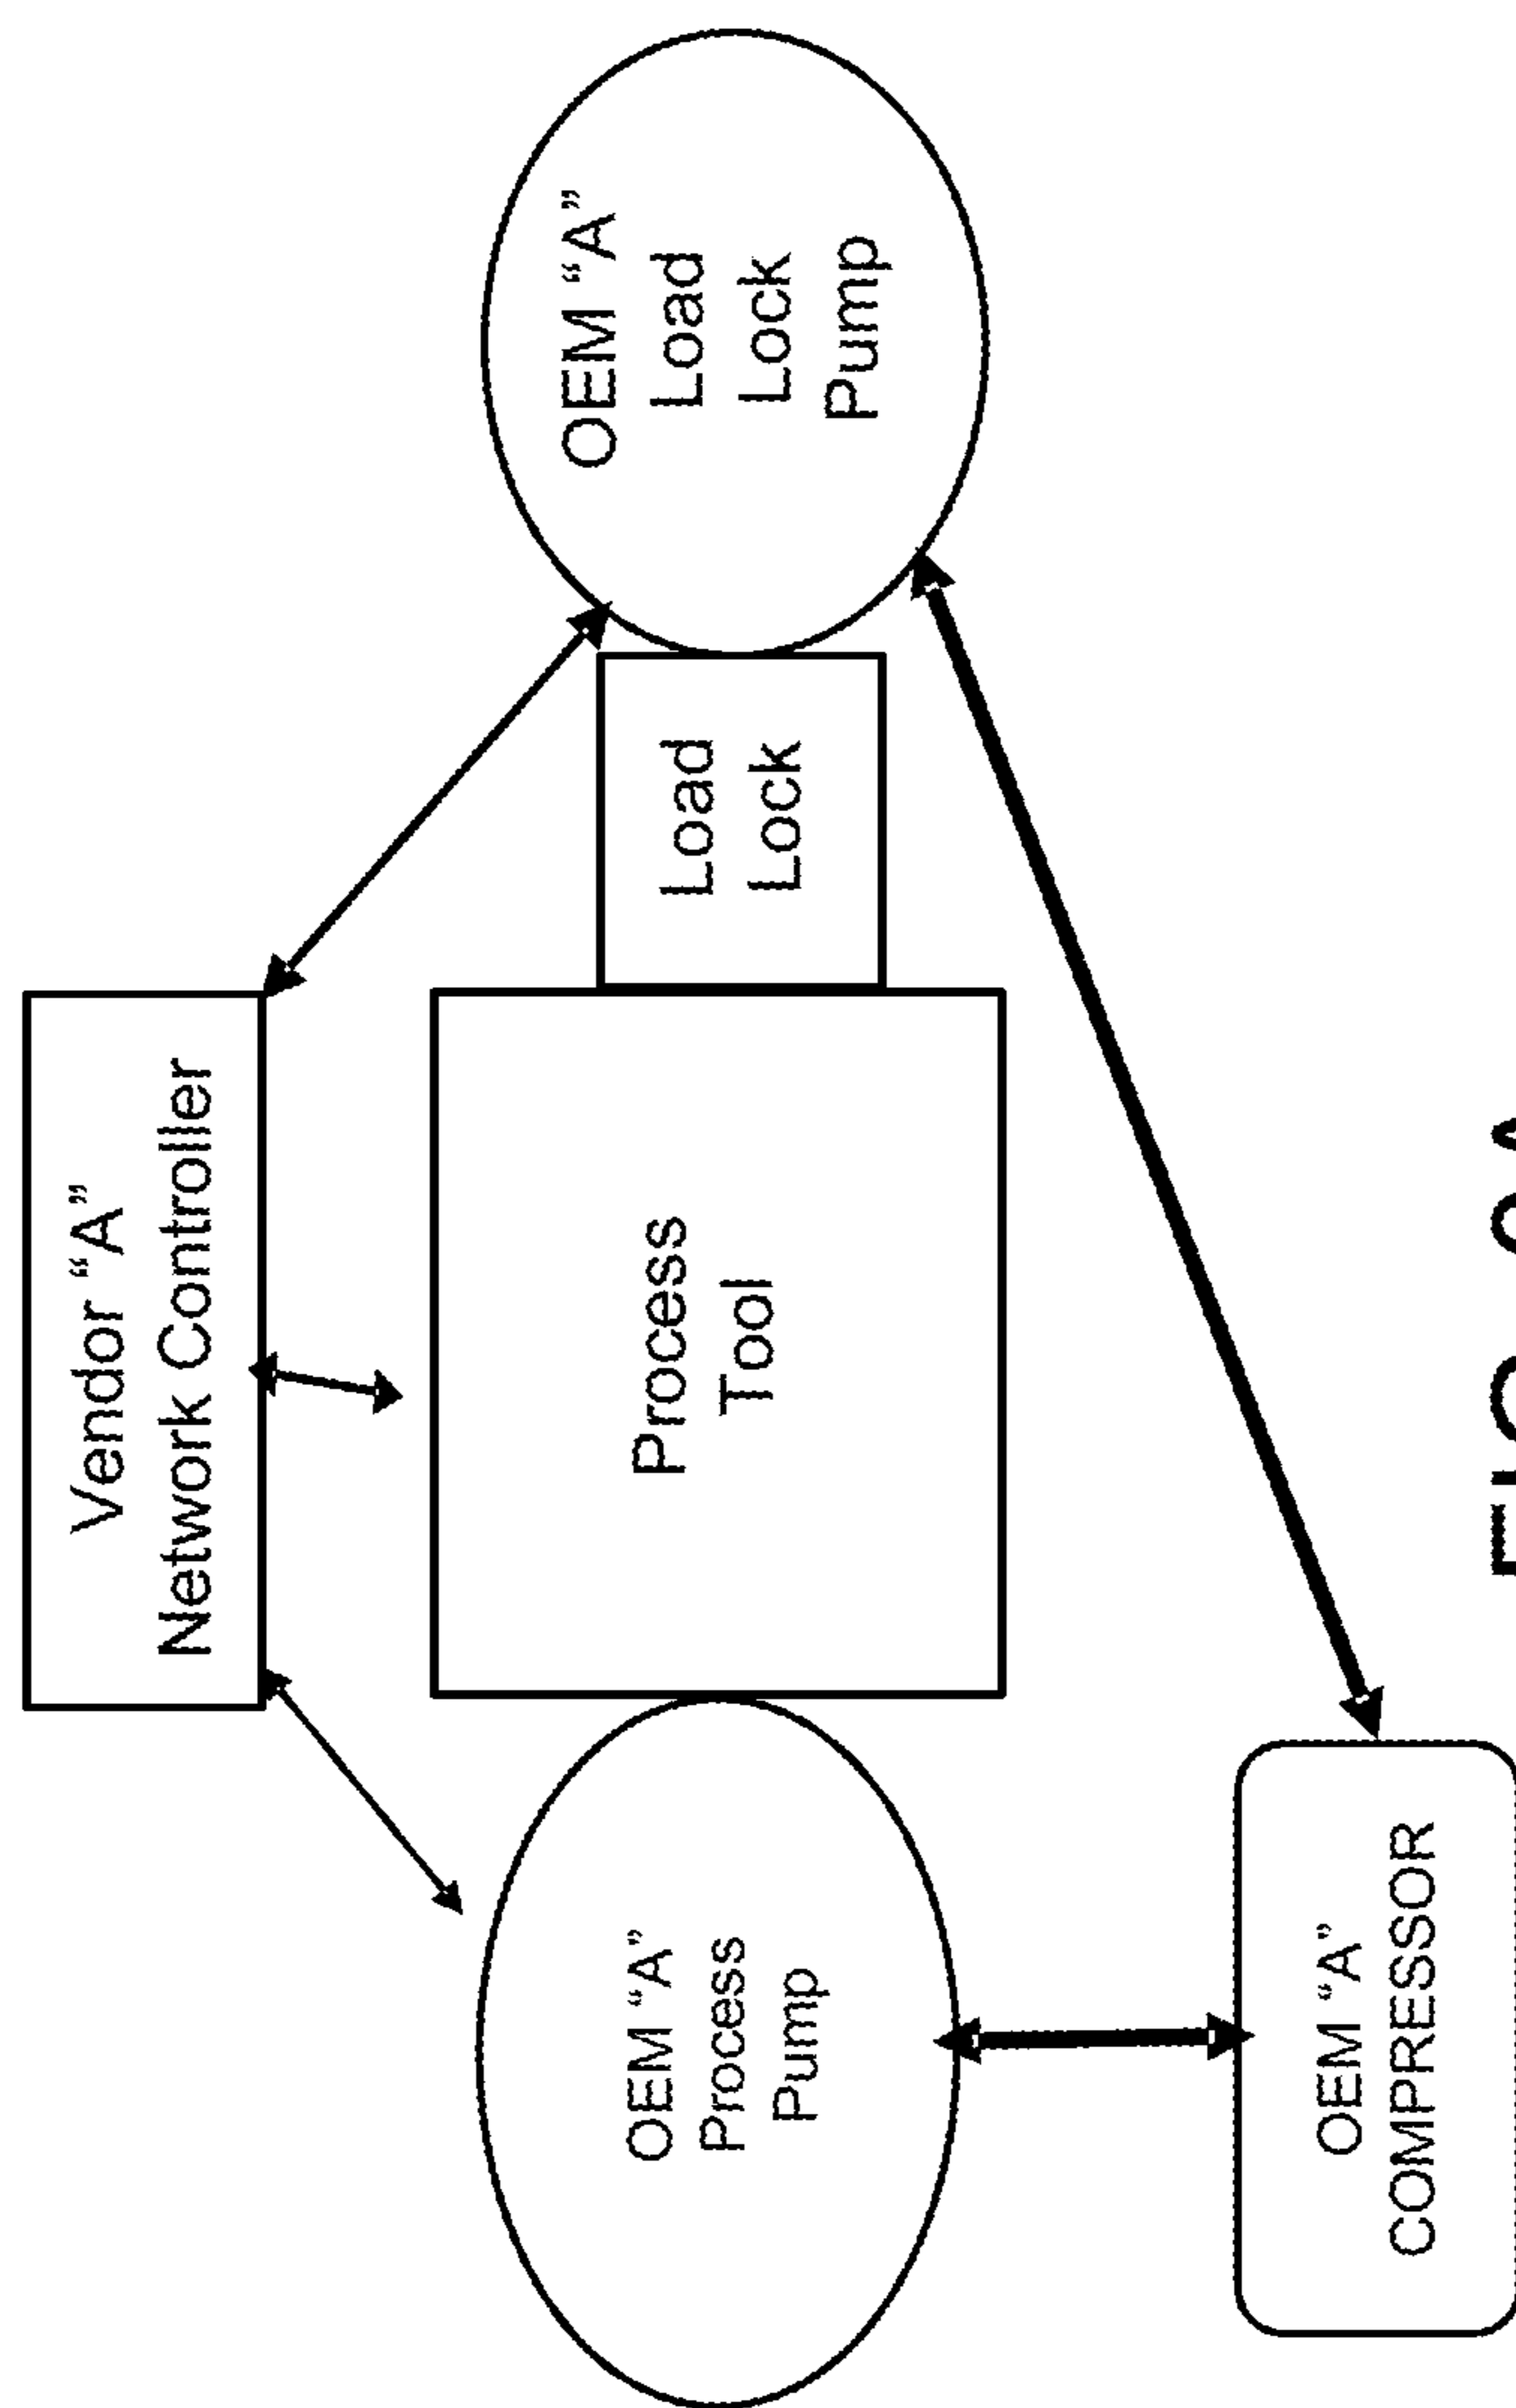 Vendor “A”
Network Controller
OEM “A”
Process
Pump
Process
Tool
Load
Lock
OEM “A”
Load
Lock
Pump
OEM “A”
COMPRESSOR